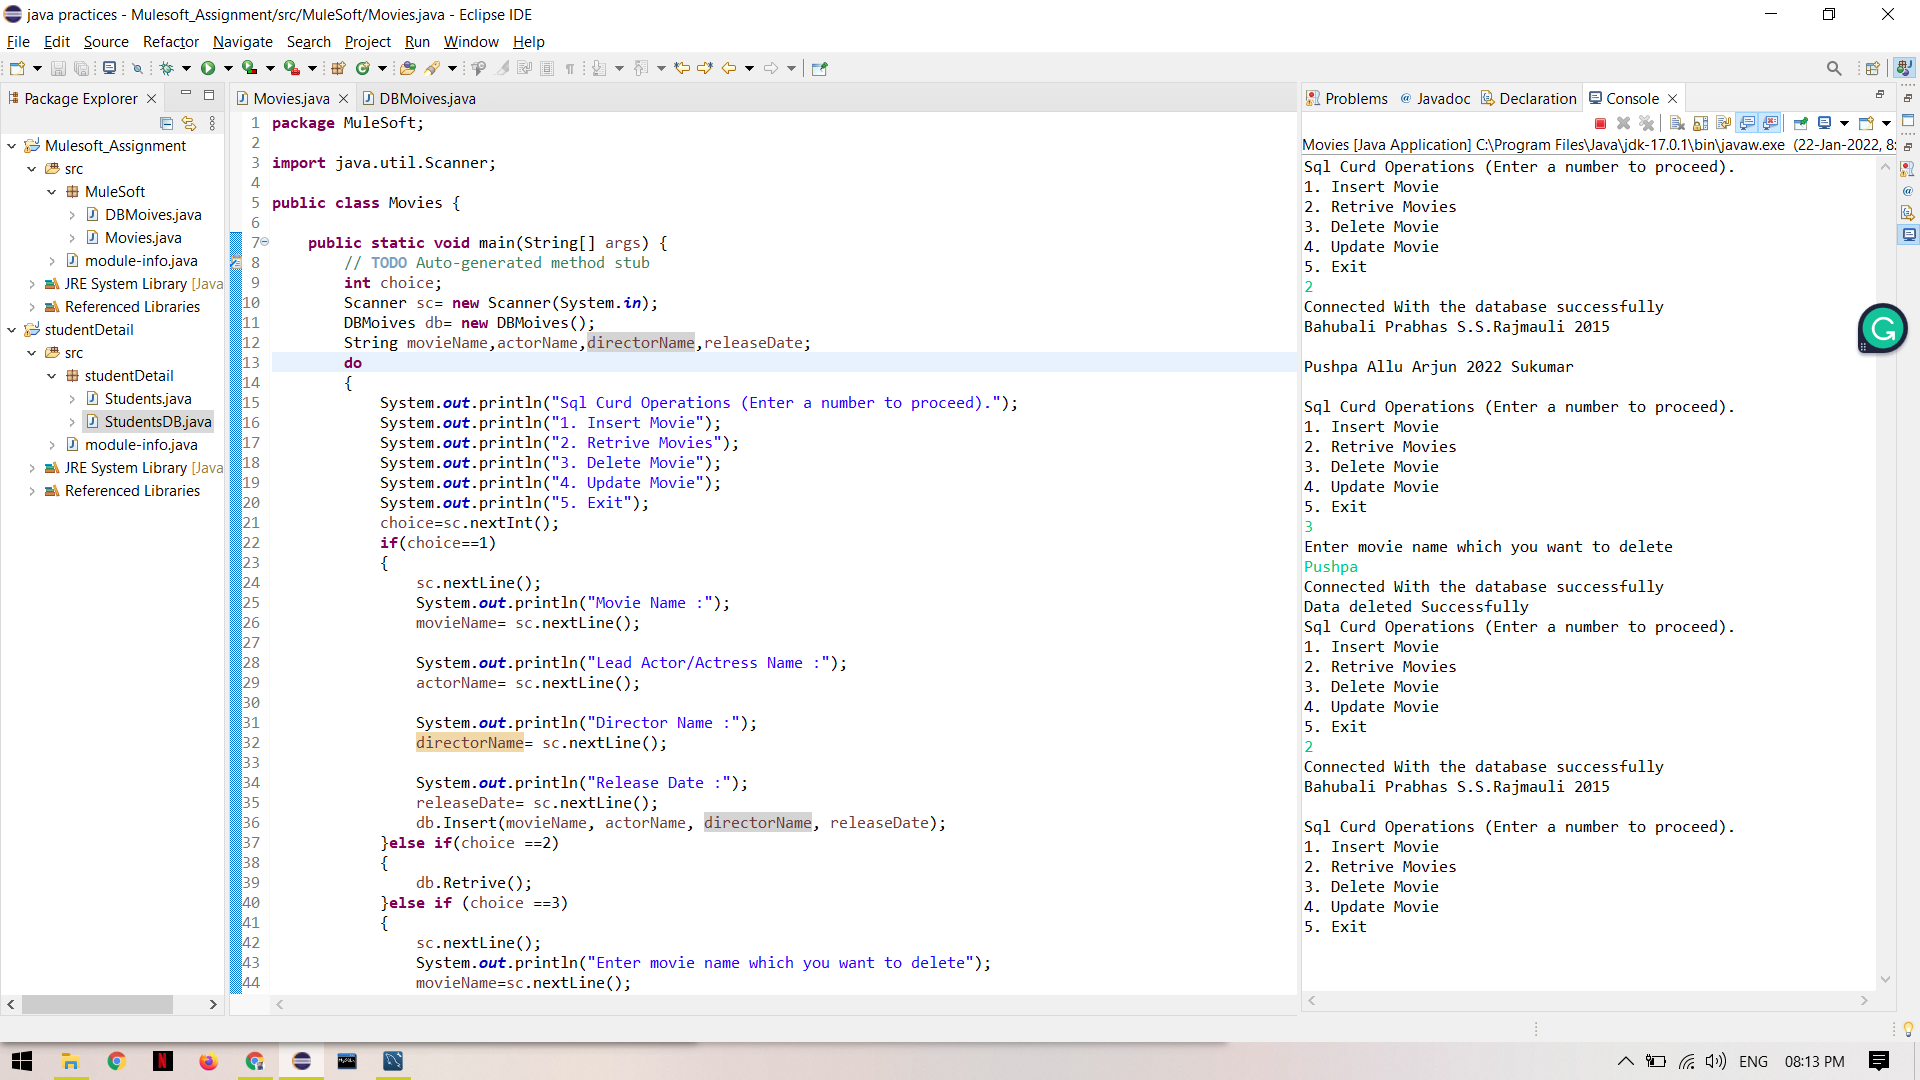 java practices - Mulesoft_Assignment/src/MuleSoft/Movies.java - Eclipse IDE
File Edit Source Refactor Navigate Search Project Run Window Help
Package Explorer
Mulesoft_Assignment
src
MuleSoft
DBMoives.java
Movies.java
module-info.java
JRE System Library [Java
Referenced Libraries
studentDetail
src
studentDetail
Students.java
StudentsDB.java
module-info.java
JRE System Library [Java
Referenced Libraries
Movies.java DBMoives.java
1 package MuleSoft;
2
3 import java.util.Scanner;
4
5 public class Movies {
6
7 public static void main(String[] args) {
8 // TODO Auto-generated method stub
9 int choice;
10 Scanner sc= new Scanner(System.in);
11 DBMoives db= new DBMoives();
12 String movieName,actorName,directorName,releaseDate;
13 do
14 {
15 System.out.println("Sql Curd Operations (Enter a number to proceed).");
16 System.out.println("1. Insert Movie");
17 System.out.println("2. Retrive Movies");
18 System.out.println("3. Delete Movie");
19 System.out.println("4. Update Movie");
20 System.out.println("5. Exit");
21 choice=sc.nextInt();
22 if(choice==1)
23 {
24 sc.nextLine();
25 System.out.println("Movie Name :");
26 movieName= sc.nextLine();
27
28 System.out.println("Lead Actor/Actress Name :");
29 actorName= sc.nextLine();
30
31 System.out.println("Director Name :");
32 directorName= sc.nextLine();
33
34 System.out.println("Release Date :");
35 releaseDate= sc.nextLine();
36 db.Insert(movieName, actorName, directorName, releaseDate);
37 }else if(choice ==2)
38 {
39 db.Retrive();
40 }else if (choice ==3)
41 {
42 sc.nextLine();
43 System.out.println("Enter movie name which you want to delete");
44 movieName=sc.nextLine();
Problems Javadoc Declaration Console
Movies [Java Application] C:\Program Files\Java\jdk-17.0.1\bin\javaw.exe (22-Jan-2022, 8:
Sql Curd Operations (Enter a number to proceed).
1. Insert Movie
2. Retrive Movies
3. Delete Movie
4. Update Movie
5. Exit
2
Connected With the database successfully
Bahubali Prabhas S.S.Rajmauli 2015
Pushpa Allu Arjun 2022 Sukumar
Sql Curd Operations (Enter a number to proceed).
1. Insert Movie
2. Retrive Movies
3. Delete Movie
4. Update Movie
5. Exit
3
Enter movie name which you want to delete
Pushpa
Connected With the database successfully
Data deleted Successfully
Sql Curd Operations (Enter a number to proceed).
1. Insert Movie
2. Retrive Movies
3. Delete Movie
4. Update Movie
5. Exit
2
Connected With the database successfully
Bahubali Prabhas S.S.Rajmauli 2015
Sql Curd Operations (Enter a number to proceed).
1. Insert Movie
2. Retrive Movies
3. Delete Movie
4. Update Movie
5. Exit
ENG 08:13 PM